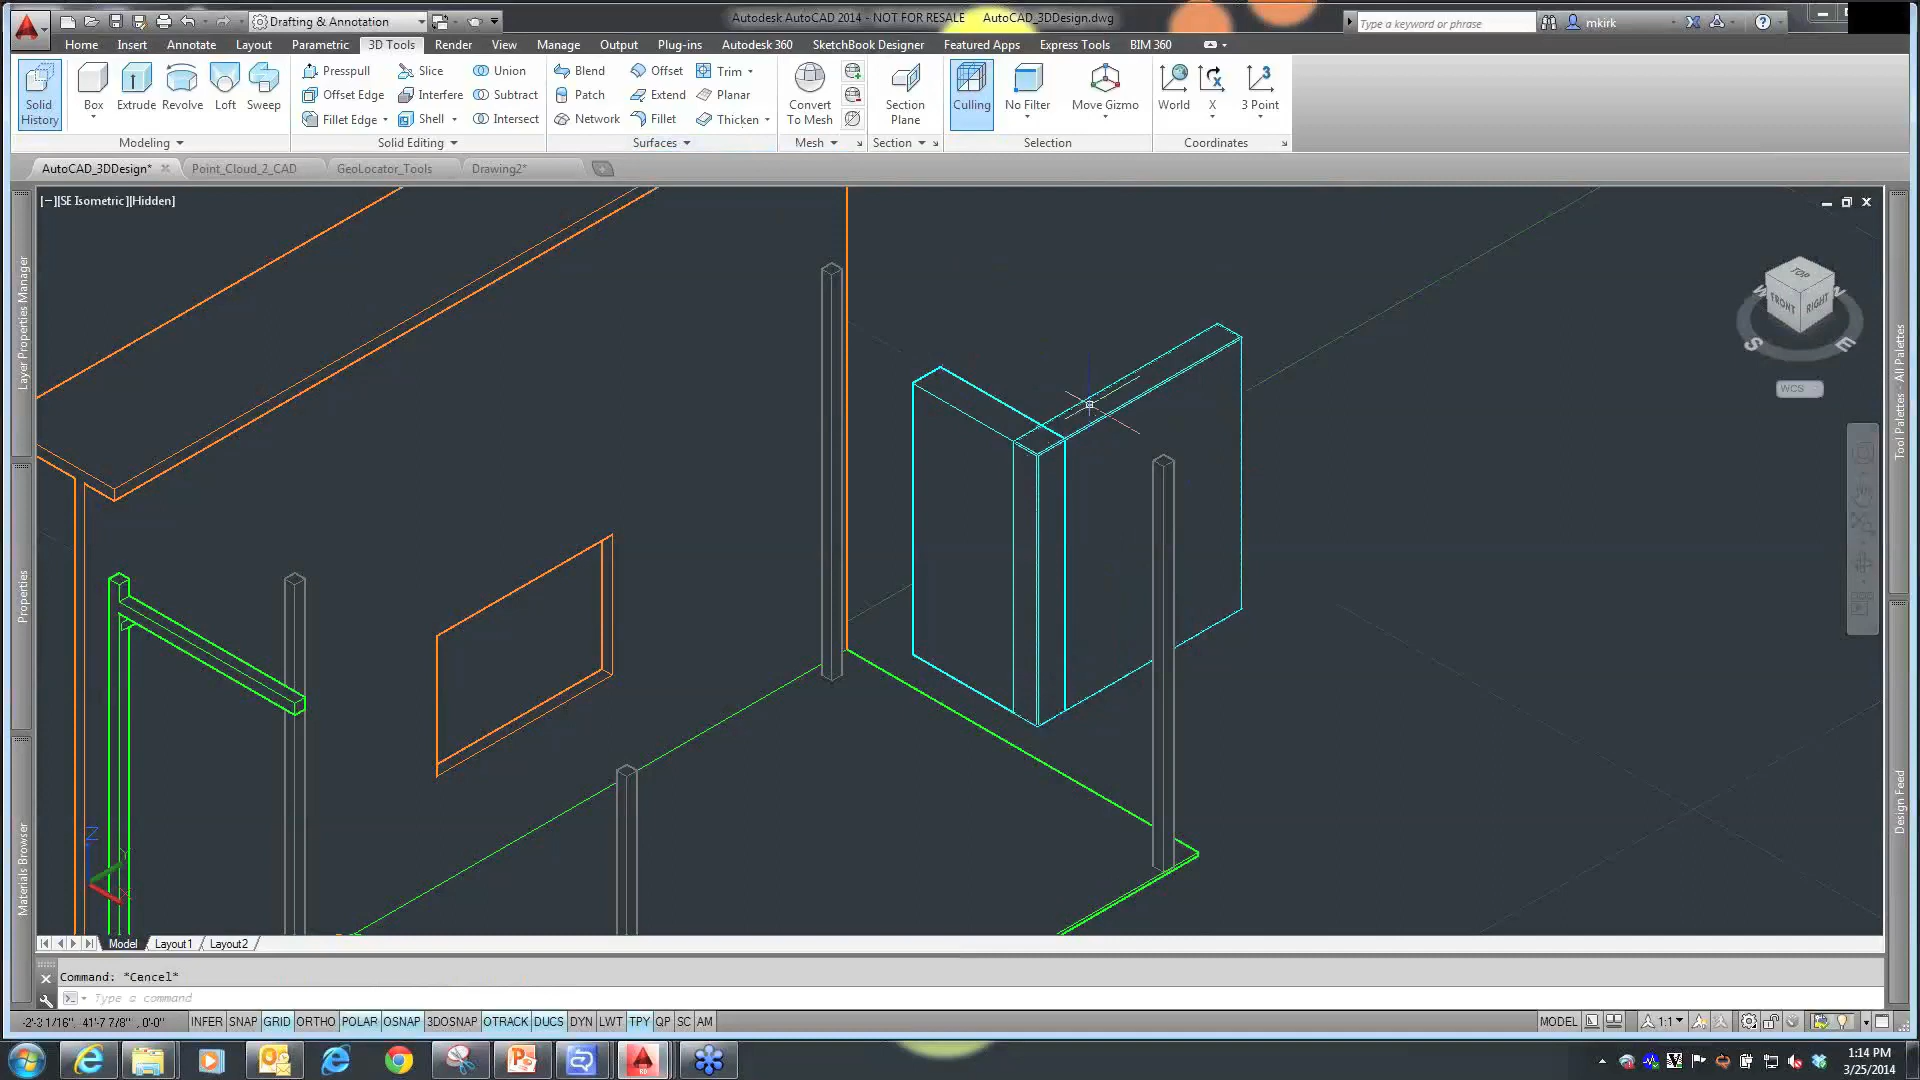 Drafting & Annotation
Autodesk AutoCAD 2014 - NOT FOR RESALE AutoCAD_3DDesign.dwg
Type a keyword or phrase
mkirk
Home Insert Annotate Layout Parametric 3D Tools Render View Manage Output Plug-ins Autodesk 360 SketchBook Designer Featured Apps Express Tools BIM 360
Solid History
Box Extrude Revolve Loft Sweep
Presspull Slice Union
Offset Edge Interfere Subtract
Fillet Edge Shell Intersect
Blend Offset Trim
Patch Extend Planar
Network Fillet Thicken
Convert To Mesh
Section Plane
Culling No Filter Move Gizmo
World X 3 Point
Modeling Solid Editing Surfaces Mesh Section Selection Coordinates
AutoCAD_3DDesign* Point_Cloud_2_CAD GeoLocator_Tools Drawing2*
[−][SE Isometric][Hidden]
Layer Properties Manager
Properties
Materials Browser
TOP
FRONT
RIGHT
W
N
S
E
WCS
Tool Palettes - All Palettes
Design Feed
Z
Y
X
Model Layout1 Layout2
Command: *Cancel*
Type a command
-2'-3 1/16", 41'-7 7/8" , 0'-0" INFER SNAP GRID ORTHO POLAR OSNAP 3DOSNAP OTRACK DUCS DYN LWT TPY QP SC AM MODEL 1:1
1:14 PM
3/25/2014